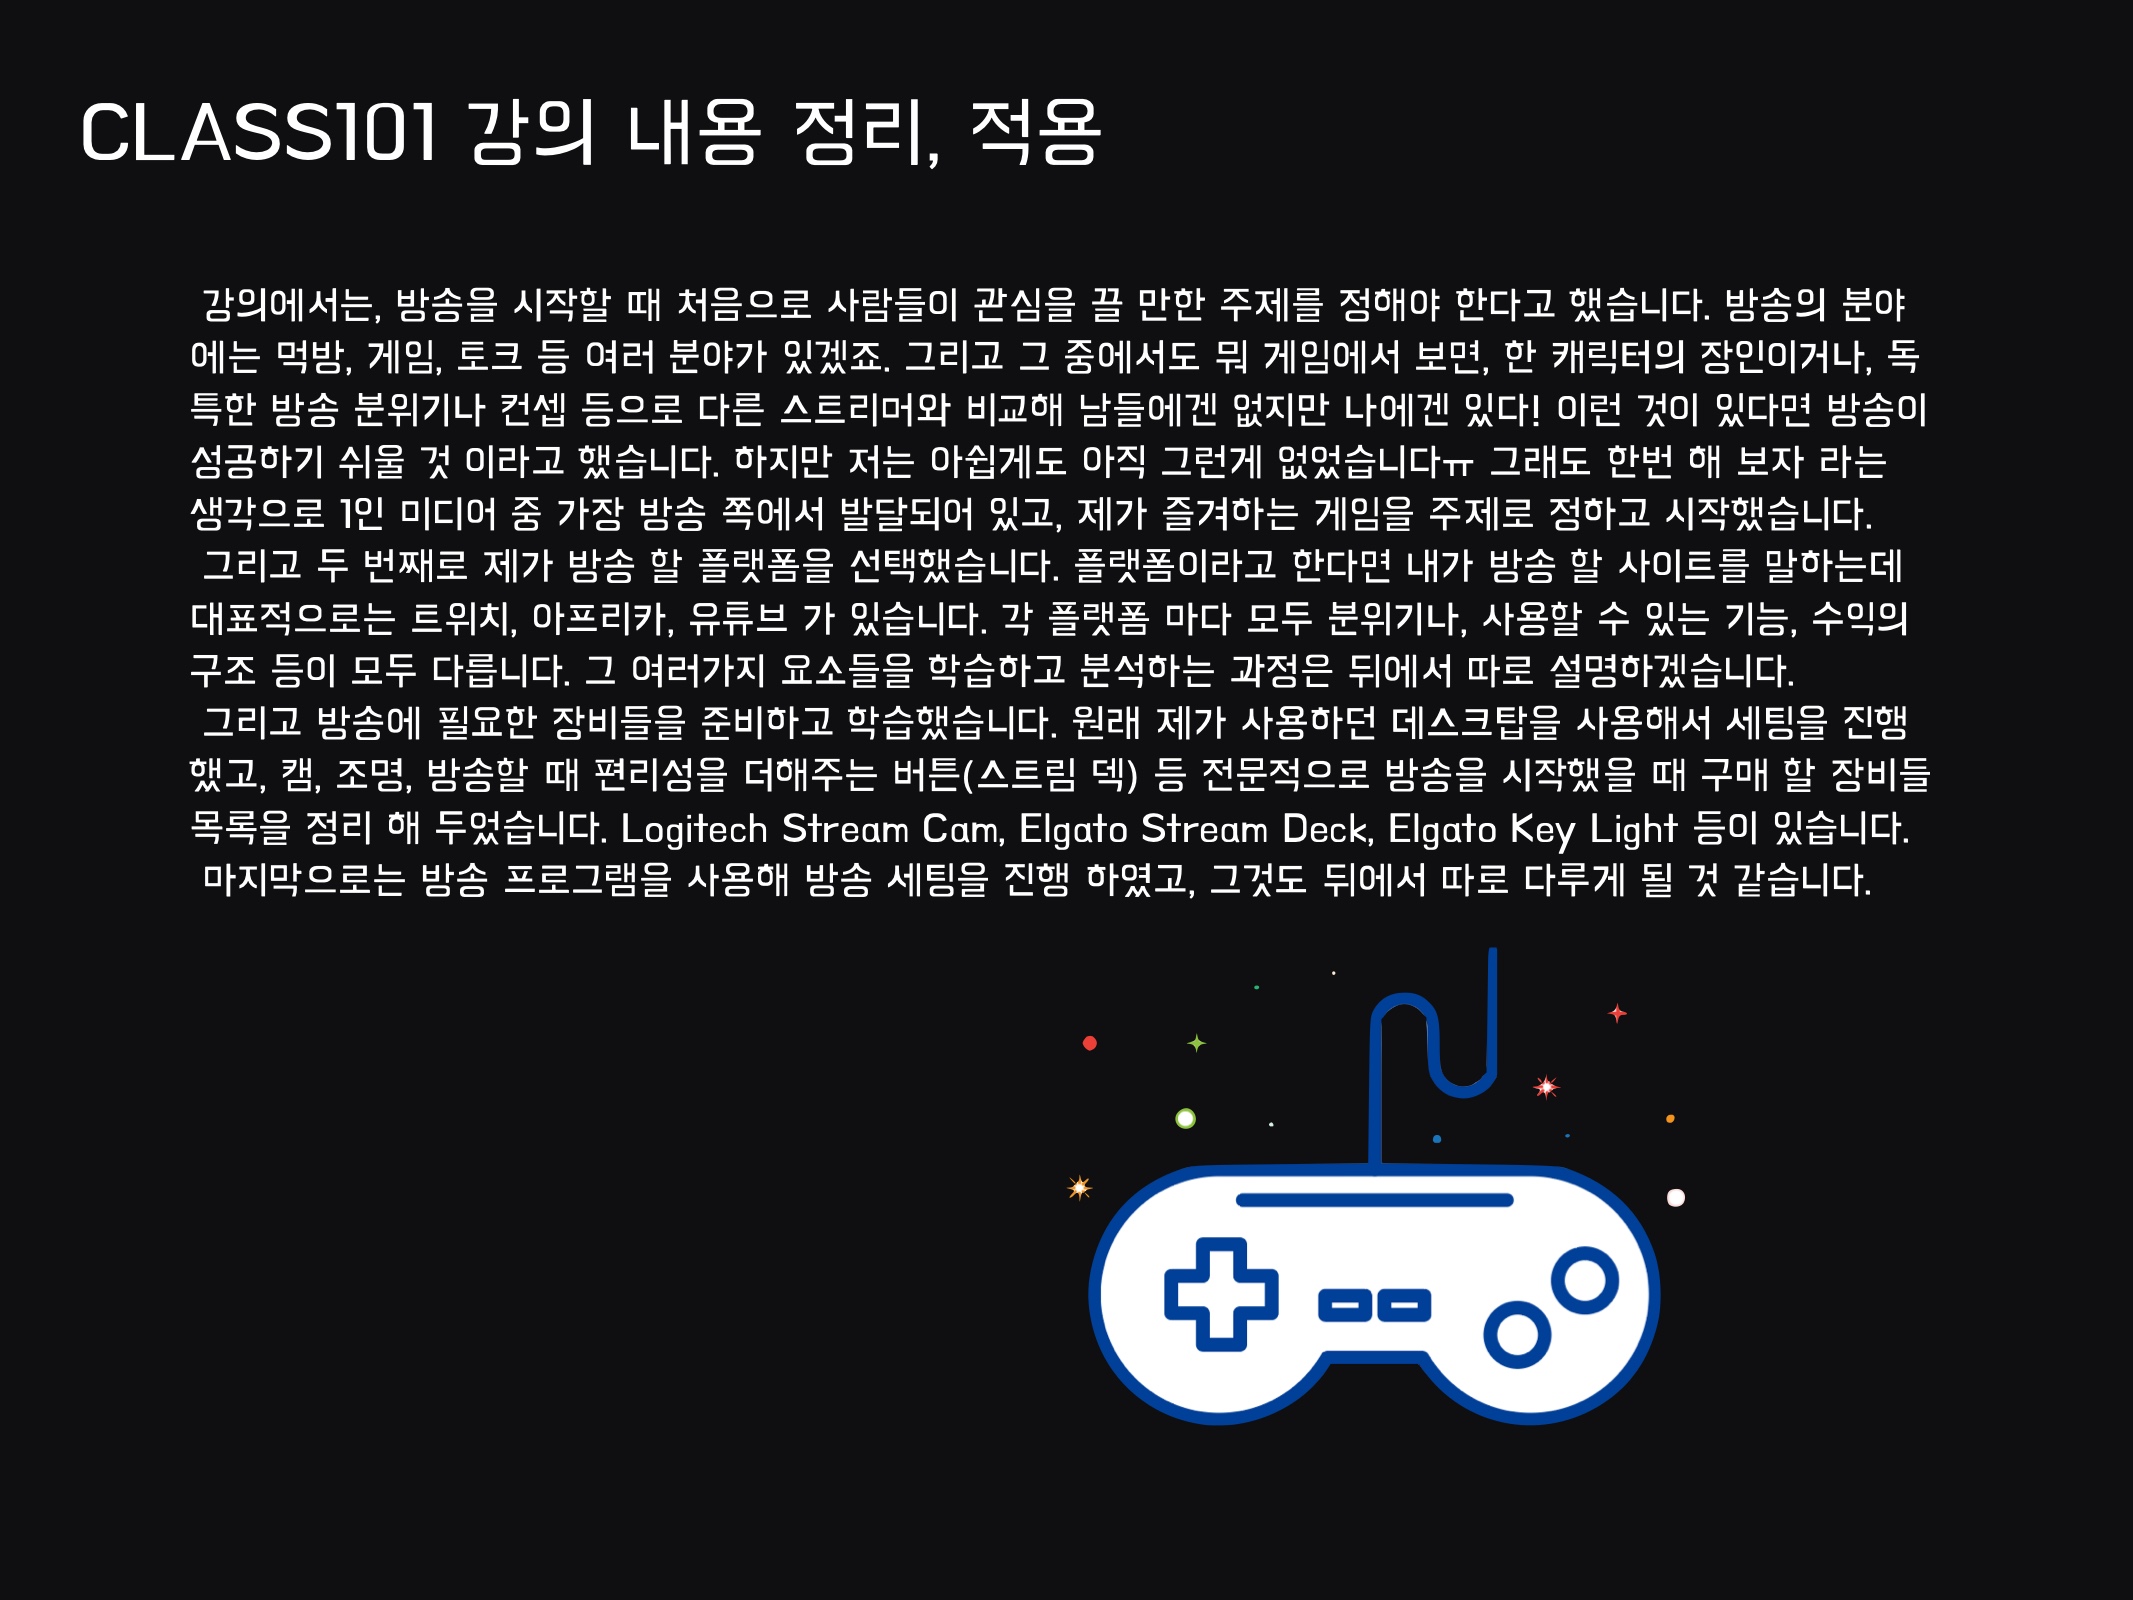 CLASS101 강의 내용 정리, 적용
강의에서는, 방송을 시작할 때 처음으로 사람들이 관심을 끌 만한 주제를 정해야 한다고 했습니다. 방송의 분야
에는 먹방, 게임, 토크 등 여러 분야가 있겠죠. 그리고 그 중에서도 뭐 게임에서 보면, 한 캐릭터의 장인이거나, 독
특한 방송 분위기나 컨셉 등으로 다른 스트리머와 비교해 남들에겐 없지만 나에겐 있다! 이런 것이 있다면 방송이
성공하기 쉬울 것 이라고 했습니다. 하지만 저는 아쉽게도 아직 그런게 없었습니다ㅠ 그래도 한번 해 보자 라는
생각으로 1인 미디어 중 가장 방송 쪽에서 발달되어 있고, 제가 즐겨하는 게임을 주제로 정하고 시작했습니다.
그리고 두 번째로 제가 방송 할 플랫폼을 선택했습니다. 플랫폼이라고 한다면 내가 방송 할 사이트를 말하는데
대표적으로는 트위치, 아프리카, 유튜브 가 있습니다. 각 플랫폼 마다 모두 분위기나, 사용할 수 있는 기능, 수익의
구조 등이 모두 다릅니다. 그 여러가지 요소들을 학습하고 분석하는 과정은 뒤에서 따로 설명하겠습니다.
그리고 방송에 필요한 장비들을 준비하고 학습했습니다. 원래 제가 사용하던 데스크탑을 사용해서 세팅을 진행
했고, 캠, 조명, 방송할 때 편리성을 더해주는 버튼(스트림 덱) 등 전문적으로 방송을 시작했을 때 구매 할 장비들
목록을 정리 해 두었습니다. Logitech Stream Cam, Elgato Stream Deck, Elgato Key Light 등이 있습니다.
마지막으로는 방송 프로그램을 사용해 방송 세팅을 진행 하였고, 그것도 뒤에서 따로 다루게 될 것 같습니다.